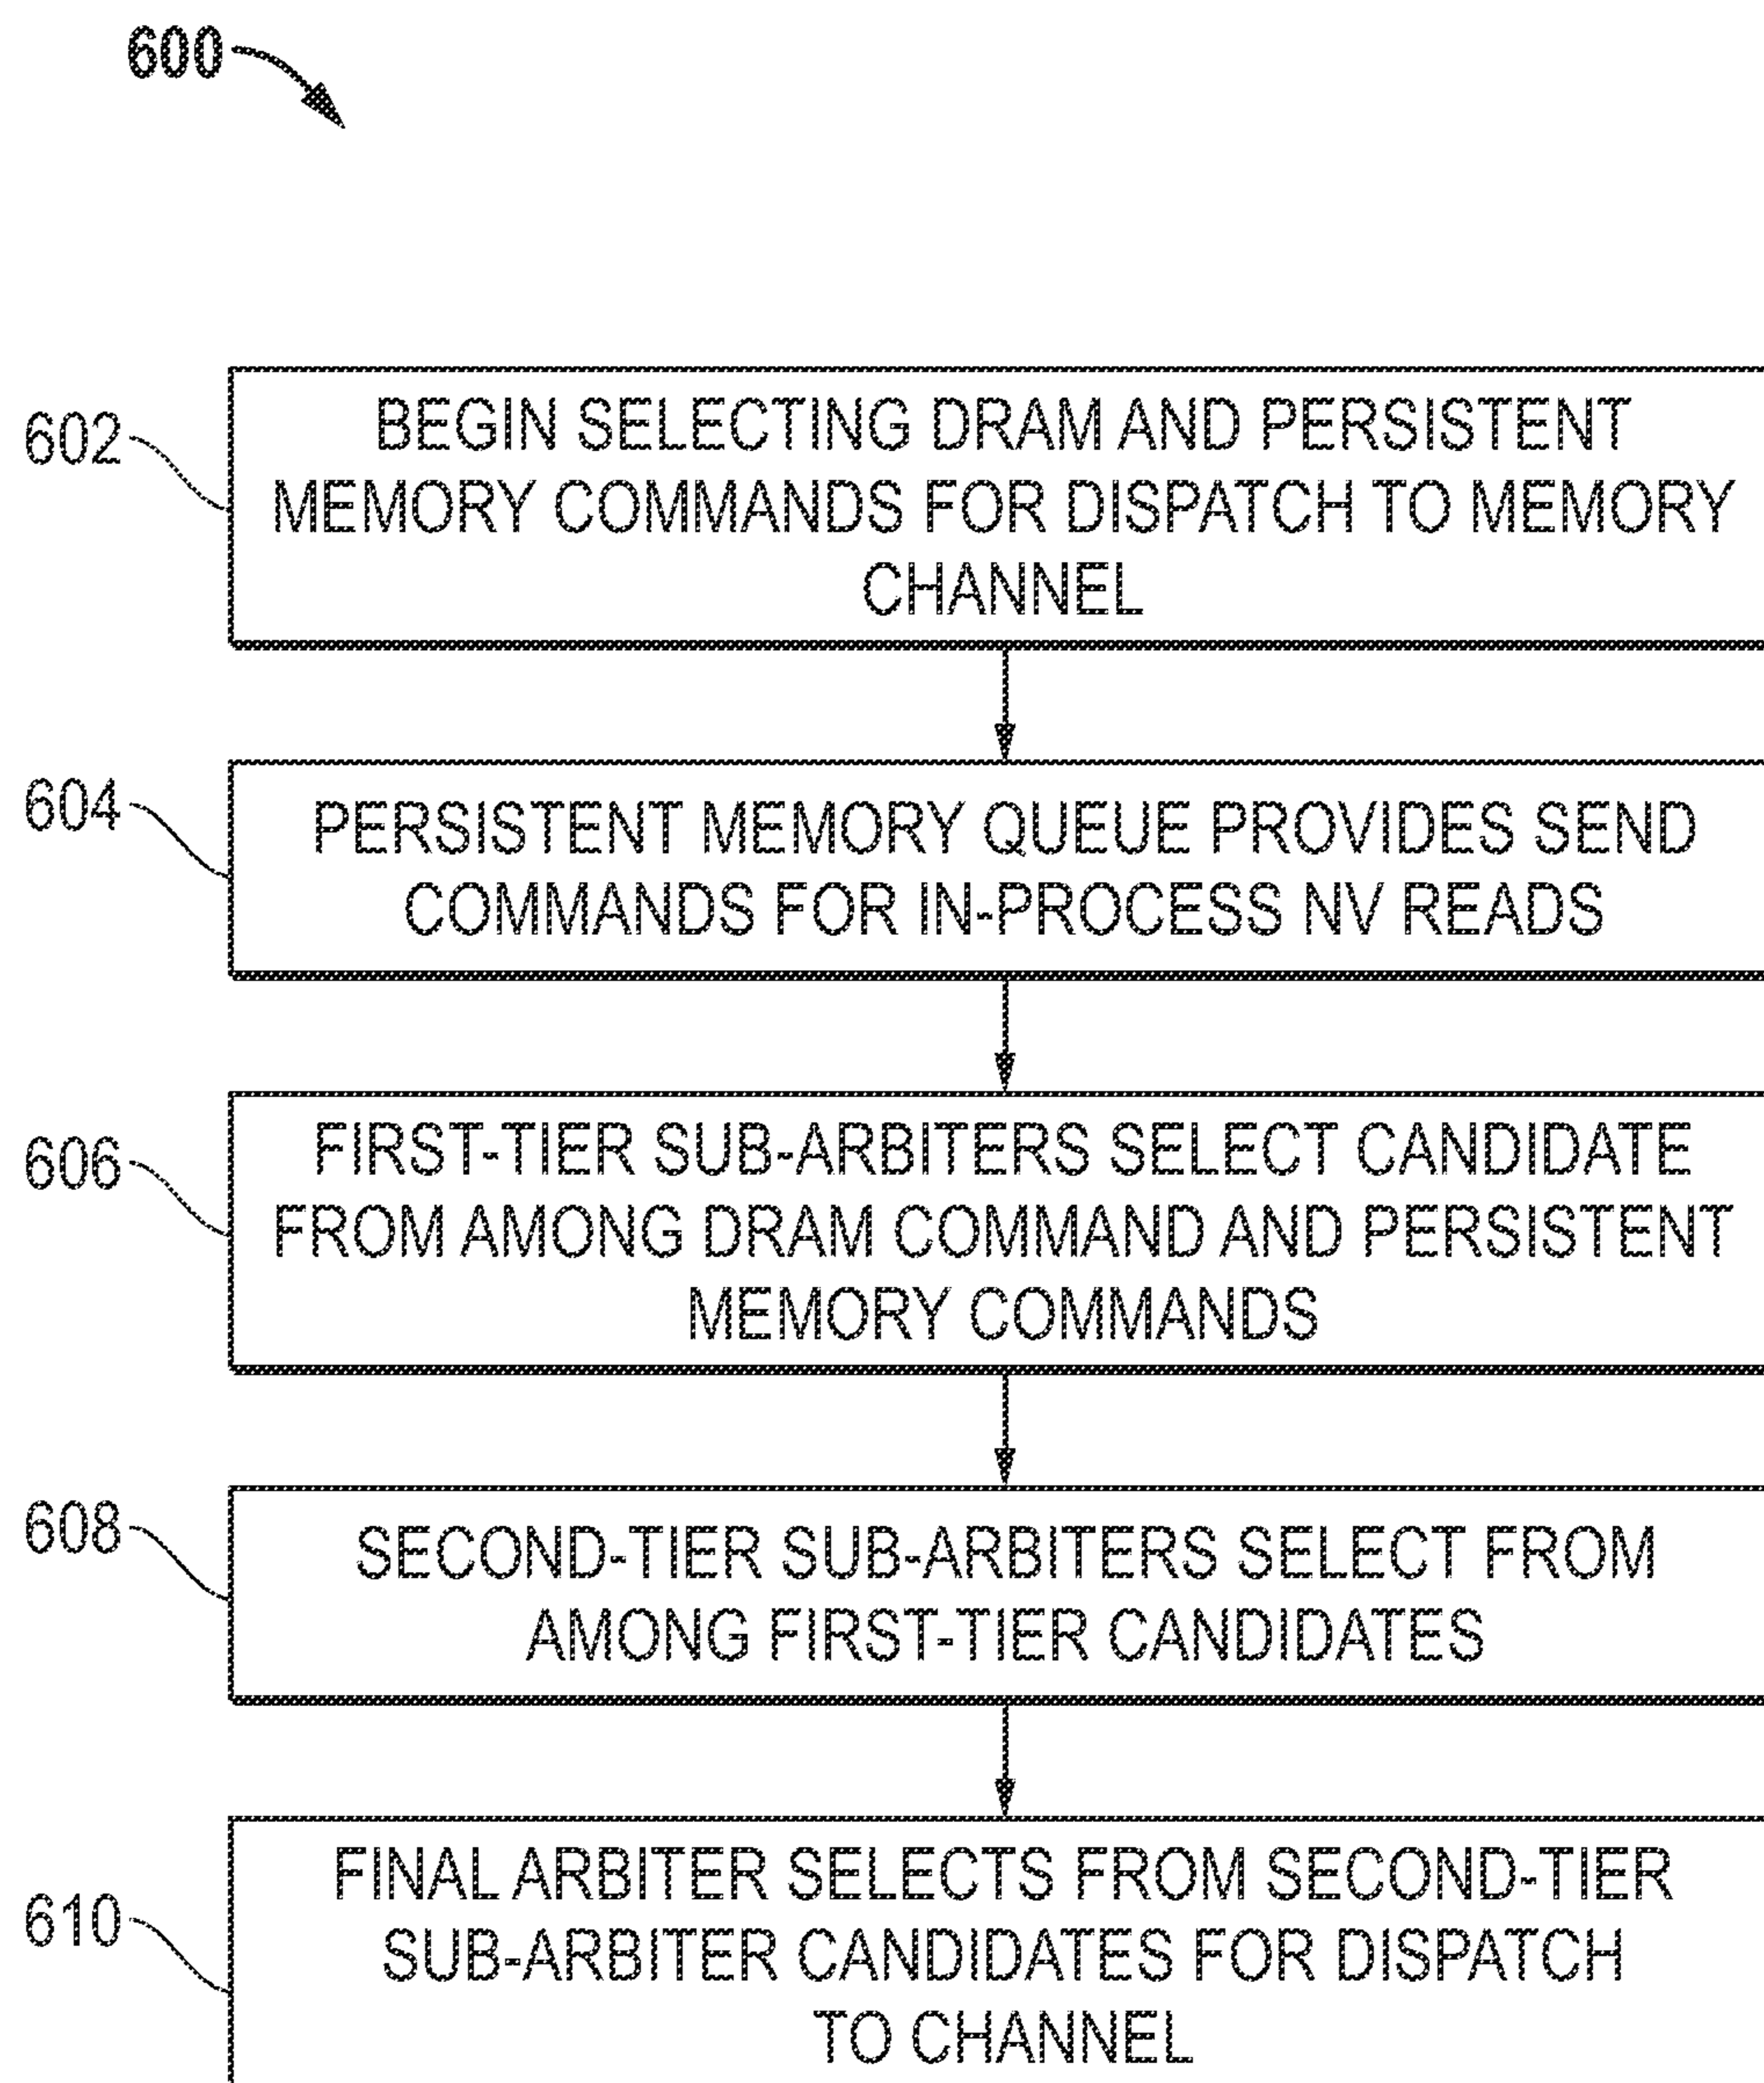 600
602
BEGIN SELECTING DRAM AND PERSISTENT
MEMORY COMMANDS FOR DISPATCH TO MEMORY
CHANNEL
604
PERSISTENT MEMORY QUEUE PROVIDES SEND
COMMANDS FOR IN-PROCESS NV READS
606
FIRST-TIER SUB-ARBITERS SELECT CANDIDATE
FROM AMONG DRAM COMMAND AND PERSISTENT
MEMORY COMMANDS
608
SECOND-TIER SUB-ARBITERS SELECT FROM
AMONG FIRST-TIER CANDIDATES
610
FINAL ARBITER SELECTS FROM SECOND-TIER
SUB-ARBITER CANDIDATES FOR DISPATCH
TO CHANNEL